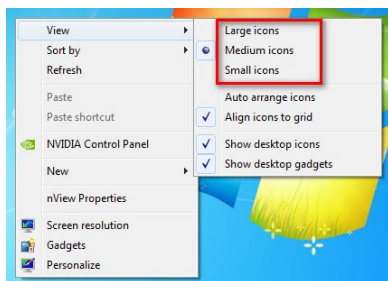 View
Sort by
Refresh
Paste
Paste shortcut
NVIDIA Control Panel
New
nView Properties
Screen resolution
Gadgets
Personalize
Large icons
Medium icons
Small icons
Auto arrange icons
Align icons to grid
Show desktop icons
Show desktop gadgets